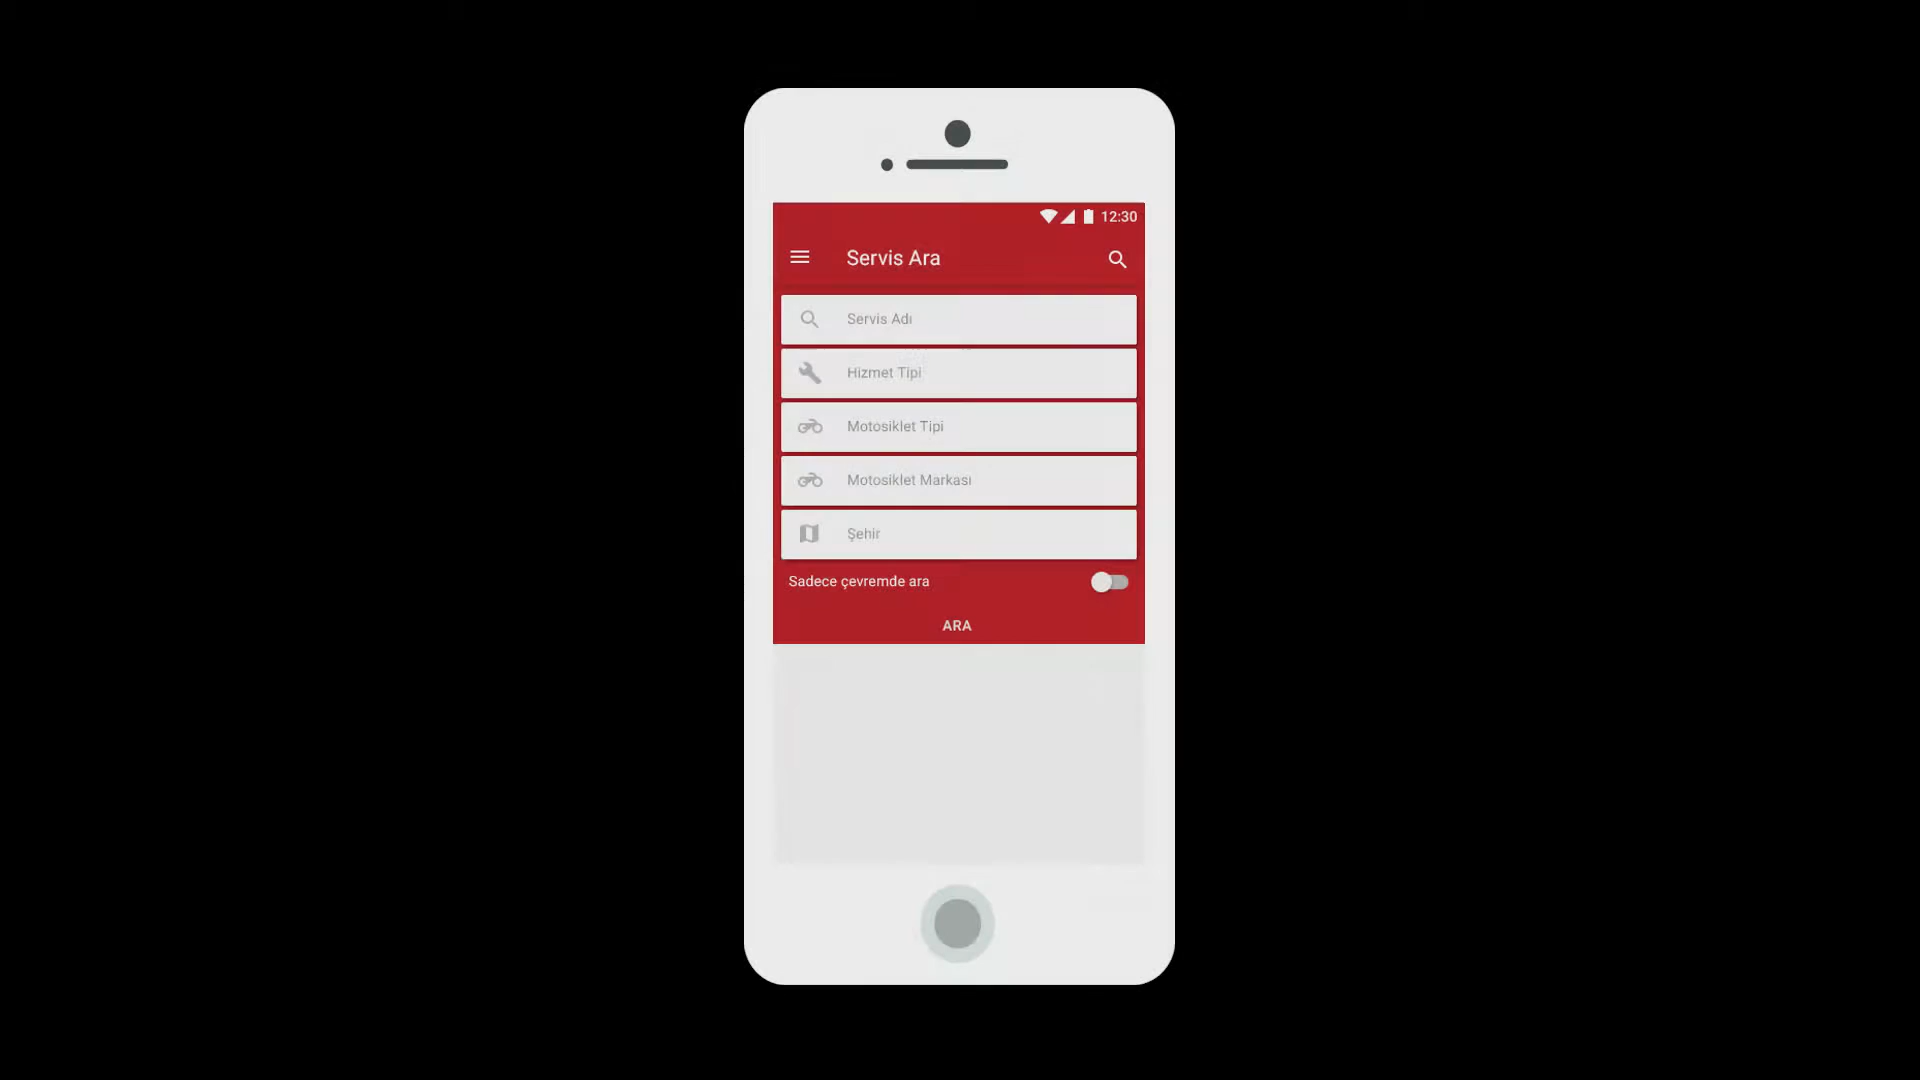 12:30
Servis Ara
Servis Adı
Hizmet Tipi
Motosiklet Tipi
Motosiklet Markası
Şehir
Sadece çevremde ara
ARA